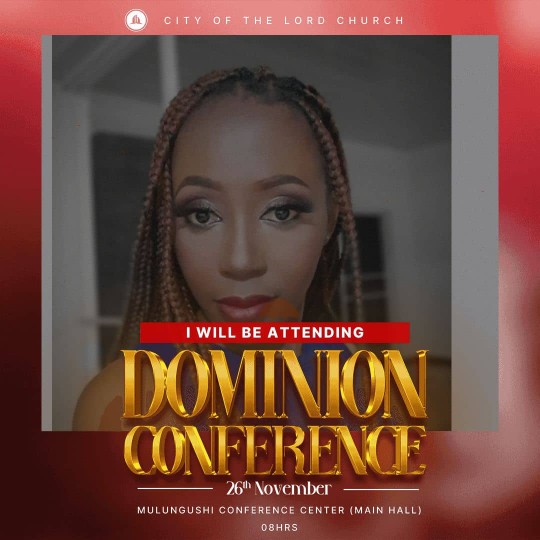 CITY OF THE LORD CHURCH
I WILL BE ATTENDING
DOMINION
CONFERENCE
26th November
MULUNGUSHI CONFERENCE CENTER (MAIN HALL)
08HRS